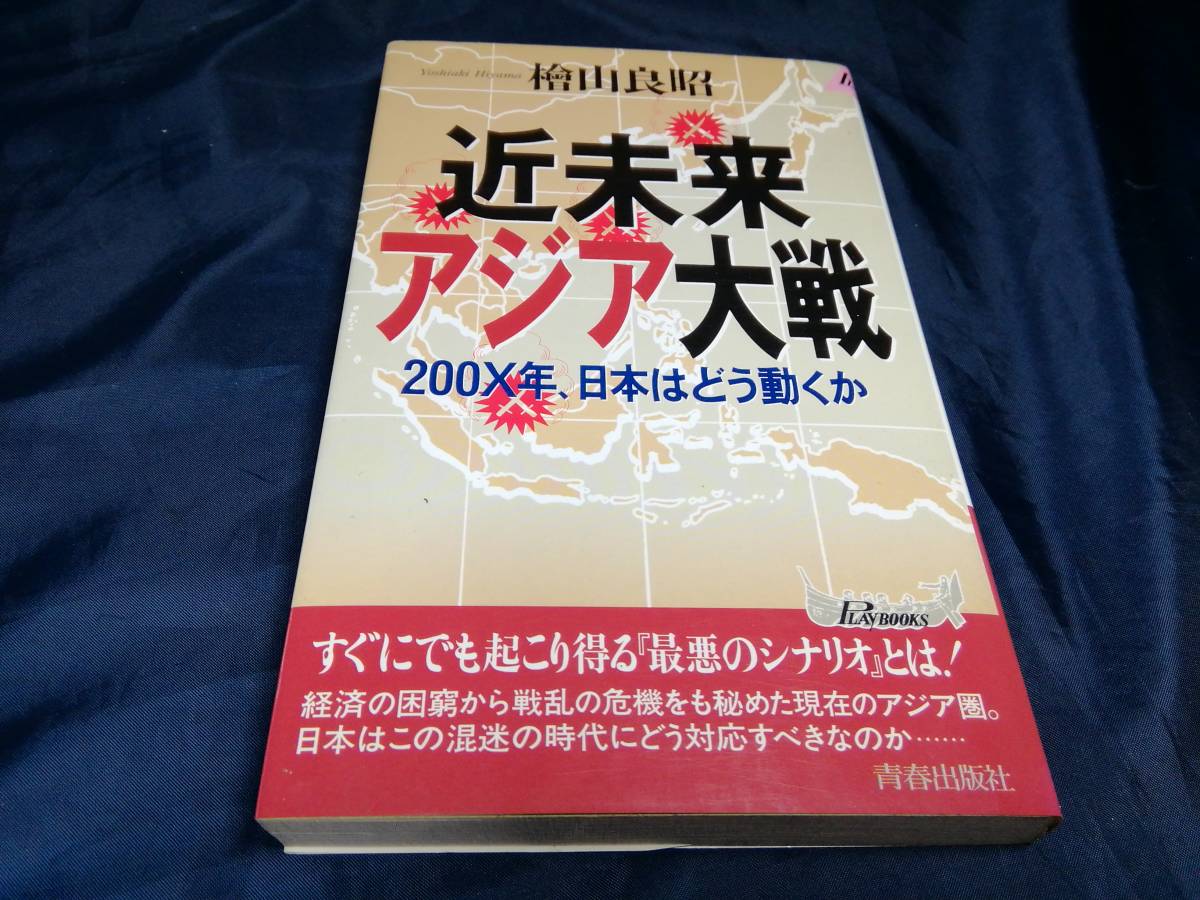 Yoshiaki Hiyama 檜山良昭
近未来
アジア大戦
200X年、日本はどう動くか
PLAYBOOKS
すぐにでも起こり得る『最悪のシナリオ』とは!
経済の困窮から戦乱の危機をも秘めた現在のアジア圏。
日本はこの混迷の時代にどう対応すべきなのか……
青春出版社